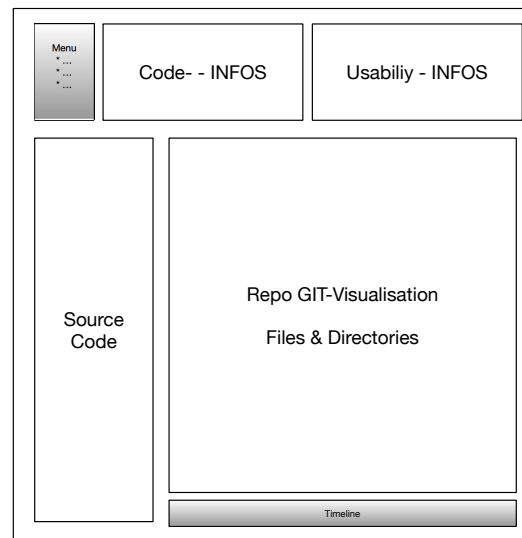 Menu
* ...
* ...
* ...
Code- - INFOS
Usabiliy - INFOS
Source
Code
Repo GIT-Visualisation
Files & Directories
Timeline